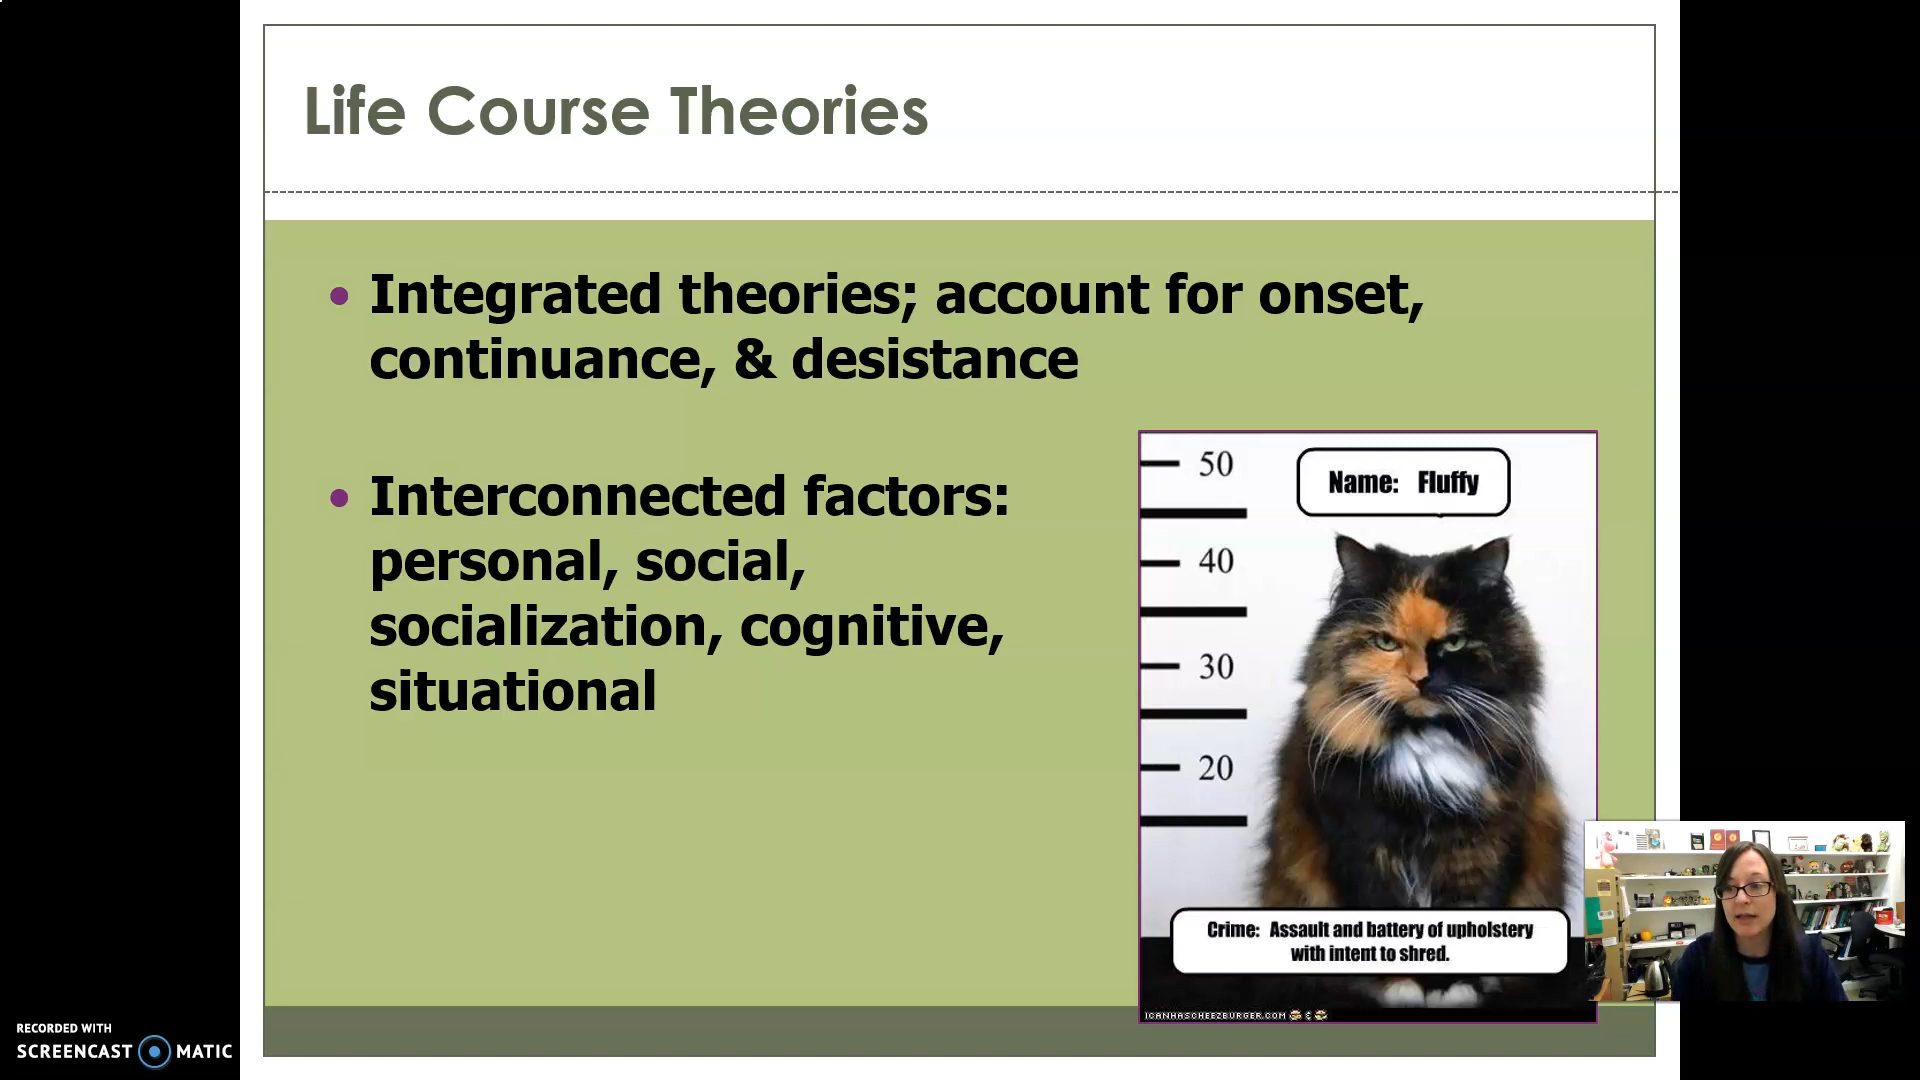 Life Course Theories
• Integrated theories; account for onset,
continuance, & desistance
• Interconnected factors:
personal, social,
socialization, cognitive,
situational
50
Name: Fluffy
40
30
20
Crime: Assault and battery of upholstery
with intent to shred.
ICANHASCHEEZBURGER.COM
RECORDED WITH
SCREENCAST MATIC